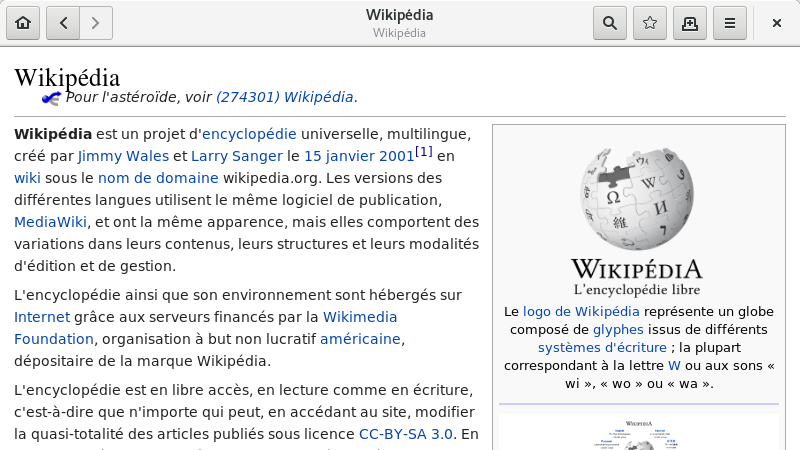 Wikipédia
Wikipédia
Wikipédia
Pour l'astéroïde, voir (274301) Wikipédia.
Wikipédia est un projet d'encyclopédie universelle, multilingue,
créé par Jimmy Wales et Larry Sanger le 15 janvier 2001[1] en
wiki sous le nom de domaine wikipedia.org. Les versions des
différentes langues utilisent le même logiciel de publication,
MediaWiki, et ont la même apparence, mais elles comportent des
variations dans leurs contenus, leurs structures et leurs modalités
d'édition et de gestion.
L'encyclopédie ainsi que son environnement sont hébergés sur
Internet grâce aux serveurs financés par la Wikimedia
Foundation, organisation à but non lucratif américaine,
dépositaire de la marque Wikipédia.
L'encyclopédie est en libre accès, en lecture comme en écriture,
c'est-à-dire que n'importe qui peut, en accédant au site, modifier
la quasi-totalité des articles publiés sous licence CC-BY-SA 3.0. En
Ω W
維 И
WIKIPÉDIA
L'encyclopédie libre
Le logo de Wikipédia représente un globe
composé de glyphes issus de différents
systèmes d'écriture ; la plupart
correspondant à la lettre W ou aux sons «
wi », « wo » ou « wa ».
WIKIPEDIA